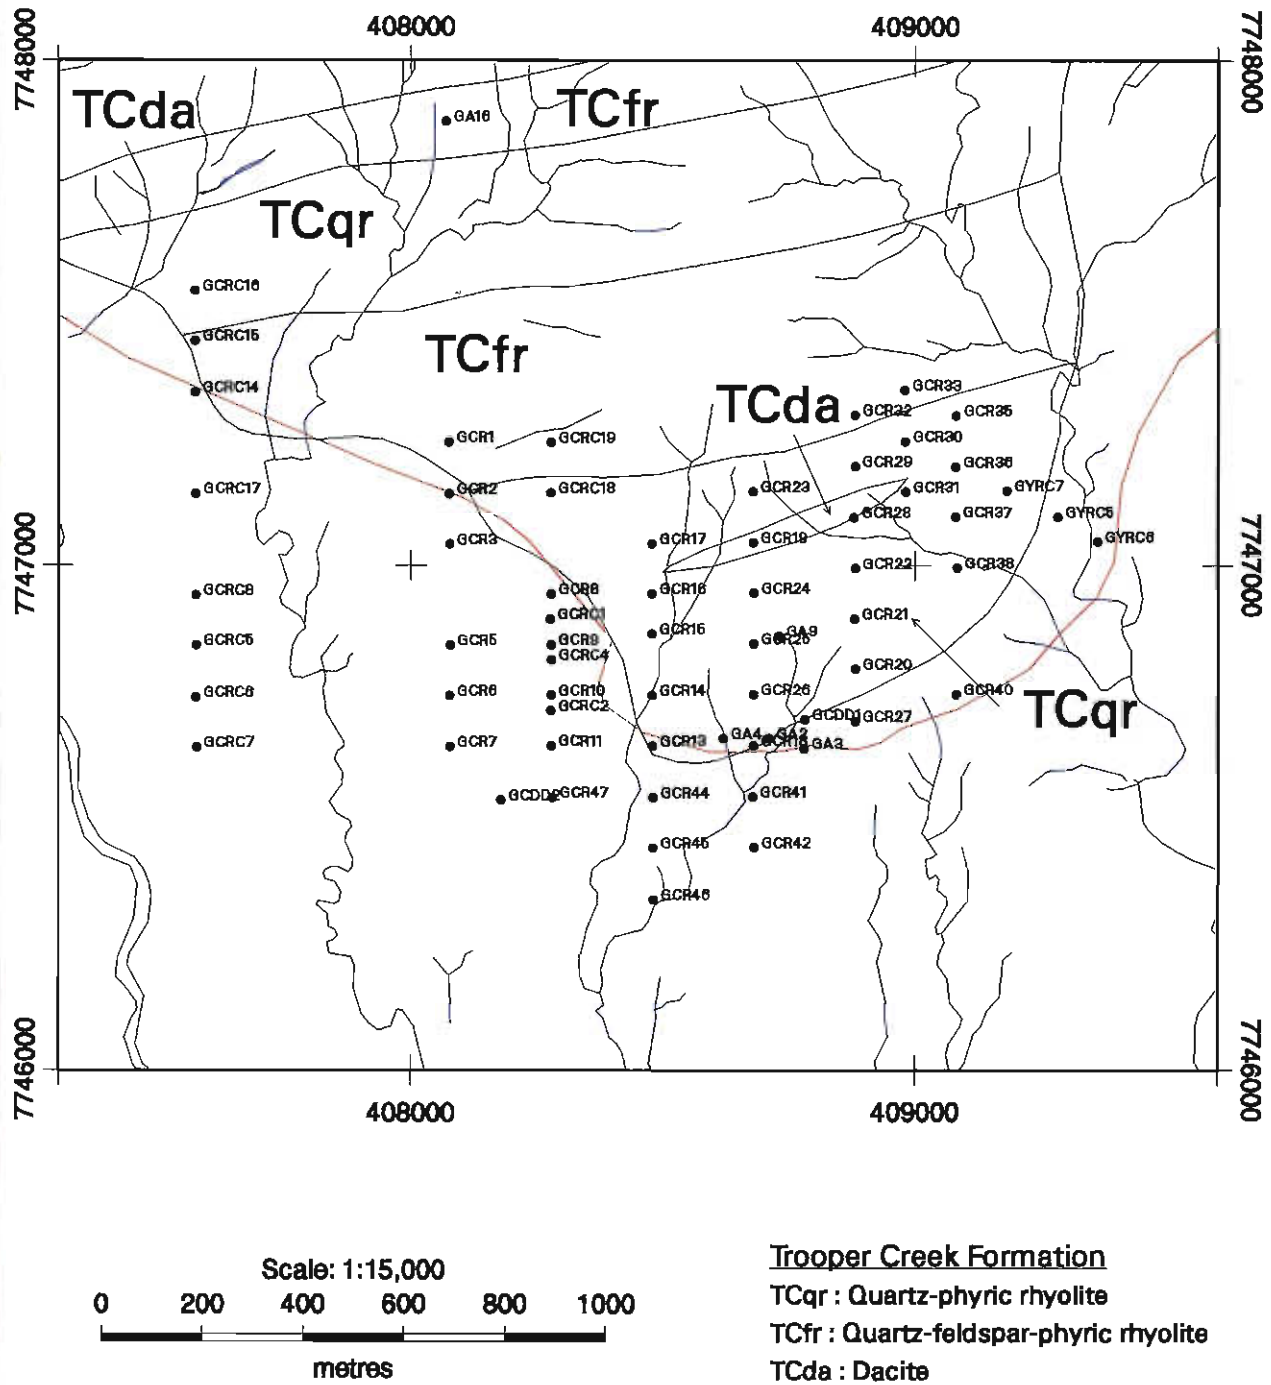 408000
409000
7748000
7748000
TCda
GA16
TCfr
TCqr
GCRC16
GCRC15
TCfr
GCRC14
GCR33
TCda
GCR32
GCR35
GCR1
GCRC19
GCR30
GCR29
GCR36
GCRC17
GCR2
GCRC18
GCR23
GCR31
GYRC7
GCR28
GCR37
GYRC5
7747000
GCR3
GCR17
GCR19
GYRC6
7747000
GCR22
GCR38
GCRC8
GCR8
GCR16
GCR24
GCRC1
GCR21
GCR15
GA9
GCRC5
GCR5
GCR9
GCR25
GCRC4
GCR20
GCRC6
GCR6
GCR10
GCR14
GCR26
GCR40
TCqr
GCRC2
GCDD1
GCR27
GCRC7
GCR7
GCR11
GCR13
GA4
GA2
GA3
GCDD2
GCR47
GCR44
GCR41
GCR45
GCR42
GCR46
7746000
7746000
408000
409000
Scale: 1:15,000
0 200 400 600 800 1000
metres
Trooper Creek Formation
TCqr : Quartz-phyric rhyolite
TCfr : Quartz-feldspar-phyric rhyolite
TCda : Dacite